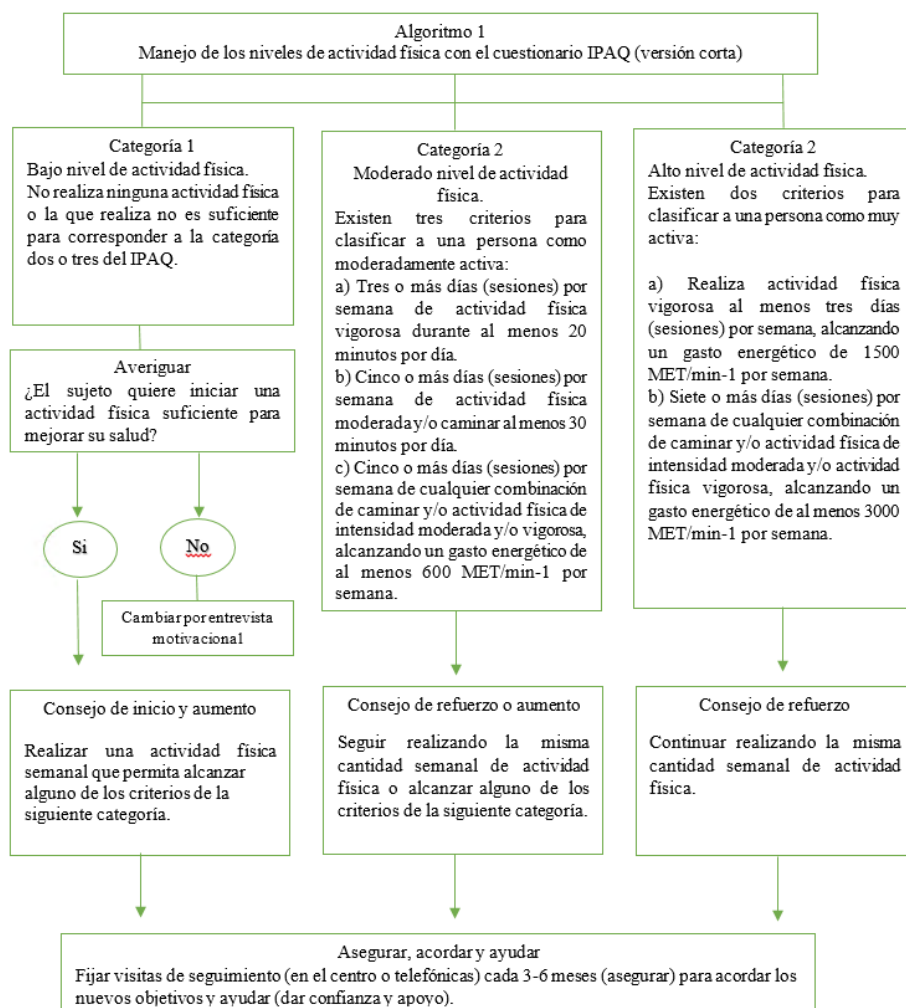 Algoritmo 1
Manejo de los niveles de actividad física con el cuestionario IPAQ (versión corta)
Categoría 1
Bajo nivel de actividad física.
No realiza ninguna actividad física
o la que realiza no es suficiente
para corresponder a la categoría
dos o tres del IPAQ.
Averiguar
¿El sujeto quiere iniciar una
actividad física suficiente para
mejorar su salud?
Si
No
Cambiar por entrevista
motivacional
Consejo de inicio y aumento
Realizar una actividad física
semanal que permita alcanzar
alguno de los criterios de la
siguiente categoría.
Categoría 2
Moderado nivel de actividad
física.
Existen tres criterios para
clasificar a una persona como
moderadamente activa:
a) Tres o más días (sesiones) por
semana de actividad física
vigorosa durante al menos 20
minutos por día.
b) Cinco o más días (sesiones) por
semana de actividad física
moderada y/o caminar al menos 30
minutos por día.
c) Cinco o más días (sesiones) por
semana de cualquier combinación
de caminar y/o actividad física de
intensidad moderada y/o vigorosa,
alcanzando un gasto energético de
al menos 600 MET/min-1 por
semana.
Consejo de refuerzo o aumento
Seguir realizando la misma
cantidad semanal de actividad
física o alcanzar alguno de los
criterios de la siguiente categoría.
Categoría 2
Alto nivel de actividad física.
Existen dos criterios para
clasificar a una persona como muy
activa:
a) Realiza actividad física
vigorosa al menos tres días
(sesiones) por semana, alcanzando
un gasto energético de 1500
MET/min-1 por semana.
b) Siete o más días (sesiones) por
semana de cualquier combinación
de caminar y/o actividad física de
intensidad moderada y/o actividad
física vigorosa, alcanzando un
gasto energético de al menos 3000
MET/min-1 por semana.
Consejo de refuerzo
Continuar realizando la misma
cantidad semanal de actividad
física.
Asegurar, acordar y ayudar
Fijar visitas de seguimiento (en el centro o telefónicas) cada 3-6 meses (asegurar) para acordar los
nuevos objetivos y ayudar (dar confianza y apoyo).